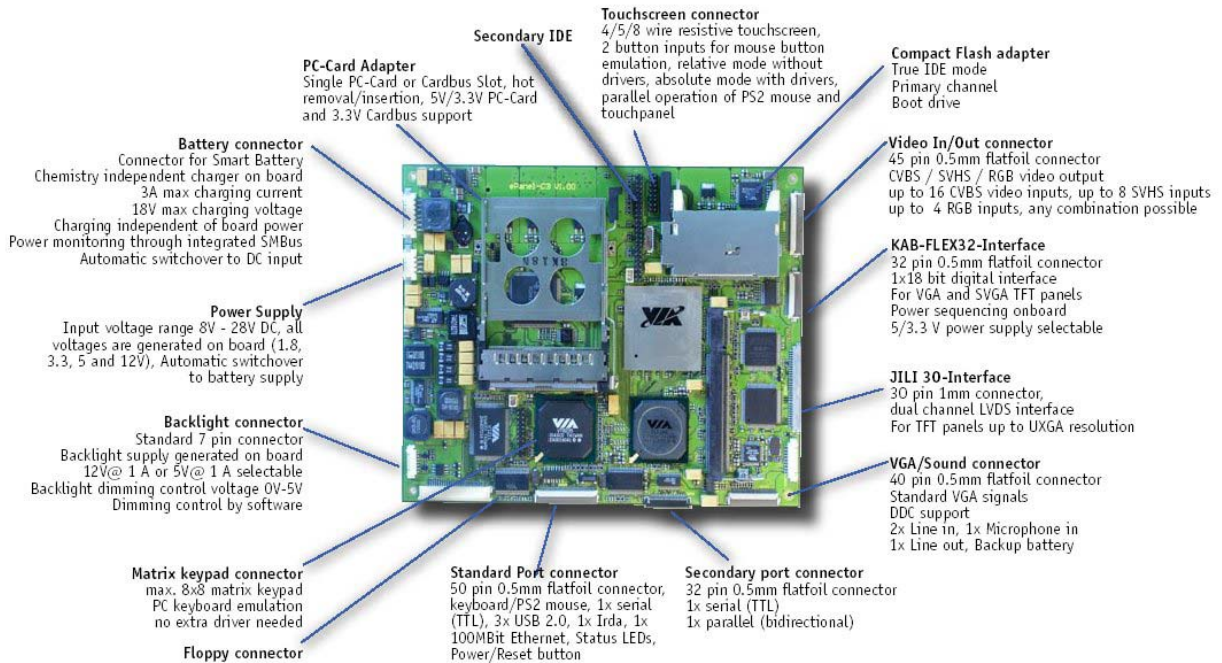 Touchscreen connector
4/5/8 wire resistive touchscreen,
2 button inputs for mouse button
emulation, relative mode without
drivers, absolute mode with drivers,
parallel operation of PS2 mouse and
touchpanel
Secondary IDE
Compact Flash adapter
True IDE mode
Primary channel
Boot drive
PC-Card Adapter
Single PC-Card or Cardbus Slot, hot
removal/insertion, 5V/3.3V PC-Card
and 3.3V Cardbus support
Battery connector
Connector for Smart Battery
Chemistry independent charger on board
3A max charging current
18V max charging voltage
Charging independent of board power
Power monitoring through integrated SMBus
Automatic switchover to DC input
Video In/Out connector
45 pin 0.5mm flatfoil connector
CVBS / SVHS / RGB video output
up to 16 CVBS video inputs, up to 8 SVHS inputs
up to 4 RGB inputs, any combination possible
ePanel-C3 V1.00
KAB-FLEX32-Interface
32 pin 0.5mm flatfoil connector
1x18 bit digital interface
For VGA and SVGA TFT panels
Power sequencing onboard
5/3.3 V power supply selectable
Power Supply
Input voltage range 8V - 28V DC, all
voltages are generated on board (1.8,
3.3, 5 and 12V), Automatic switchover
to battery supply
VIA
JILI 30-Interface
30 pin 1mm connector,
dual channel LVDS interface
For TFT panels up to UXGA resolution
Backlight connector
Standard 7 pin connector
Backlight supply generated on board
12V@ 1 A or 5V@ 1 A selectable
Backlight dimming control voltage 0V-5V
Dimming control by software
VIA
VIA
VGA/Sound connector
40 pin 0.5mm flatfoil connector
Standard VGA signals
DDC support
2x Line in, 1x Microphone in
1x Line out, Backup battery
Matrix keypad connector
max. 8x8 matrix keypad
PC keyboard emulation
no extra driver needed
Floppy connector
Standard Port connector
50 pin 0.5mm flatfoil connector,
keyboard/PS2 mouse, 1x serial
(TTL), 3x USB 2.0, 1x Irda, 1x
100MBit Ethernet, Status LEDs,
Power/Reset button
Secondary port connector
32 pin 0.5mm flatfoil connector
1x serial (TTL)
1x parallel (bidirectional)